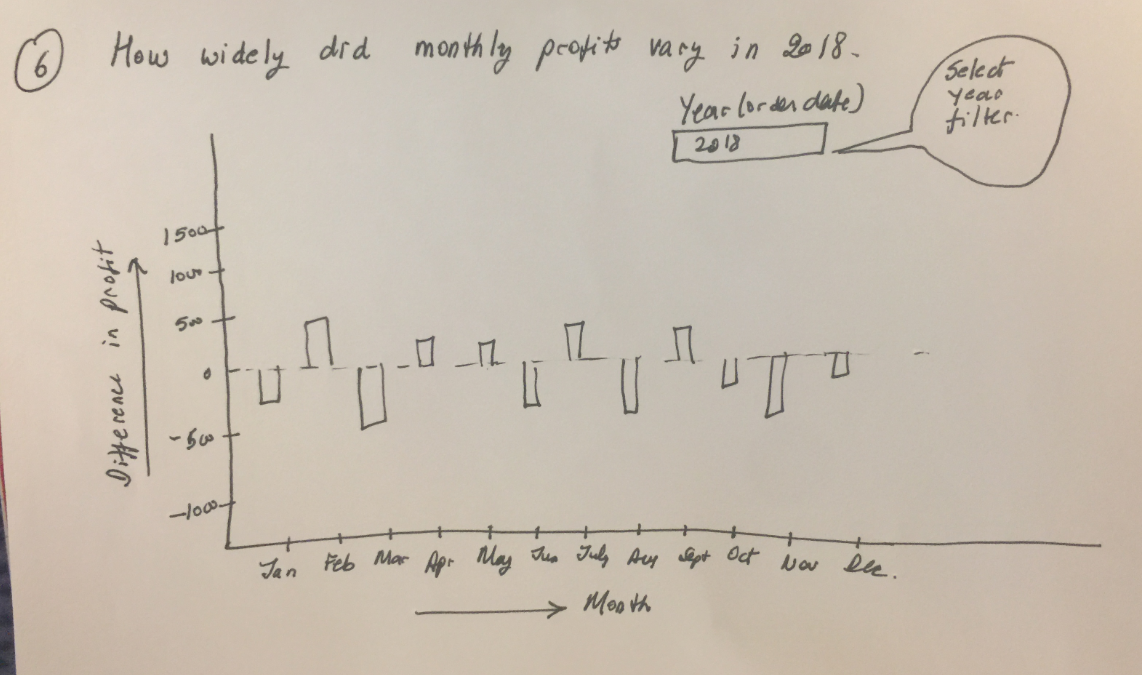 6 How widely did monthly profits vary in 2018.
Select
year
filter.
Year (order date)
2018
1500
1000
500
0
-500
-1000
Difference in profit
Jan Feb Mar Apr May Jun July Aug Sept Oct Nov Dec.
Month